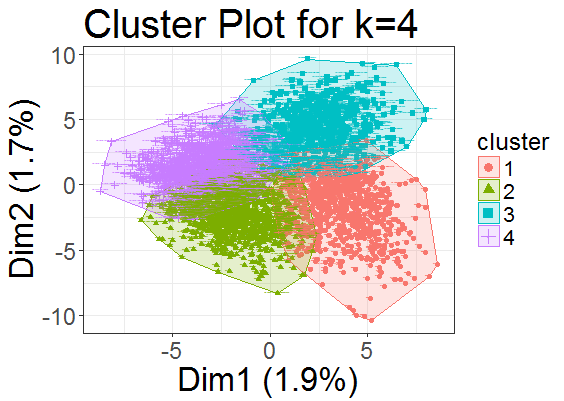 Cluster Plot for k=4
10
5
0
-5
-10
Dim2 (1.7%)
-5 0 5
Dim1 (1.9%)
cluster
1
2
3
4